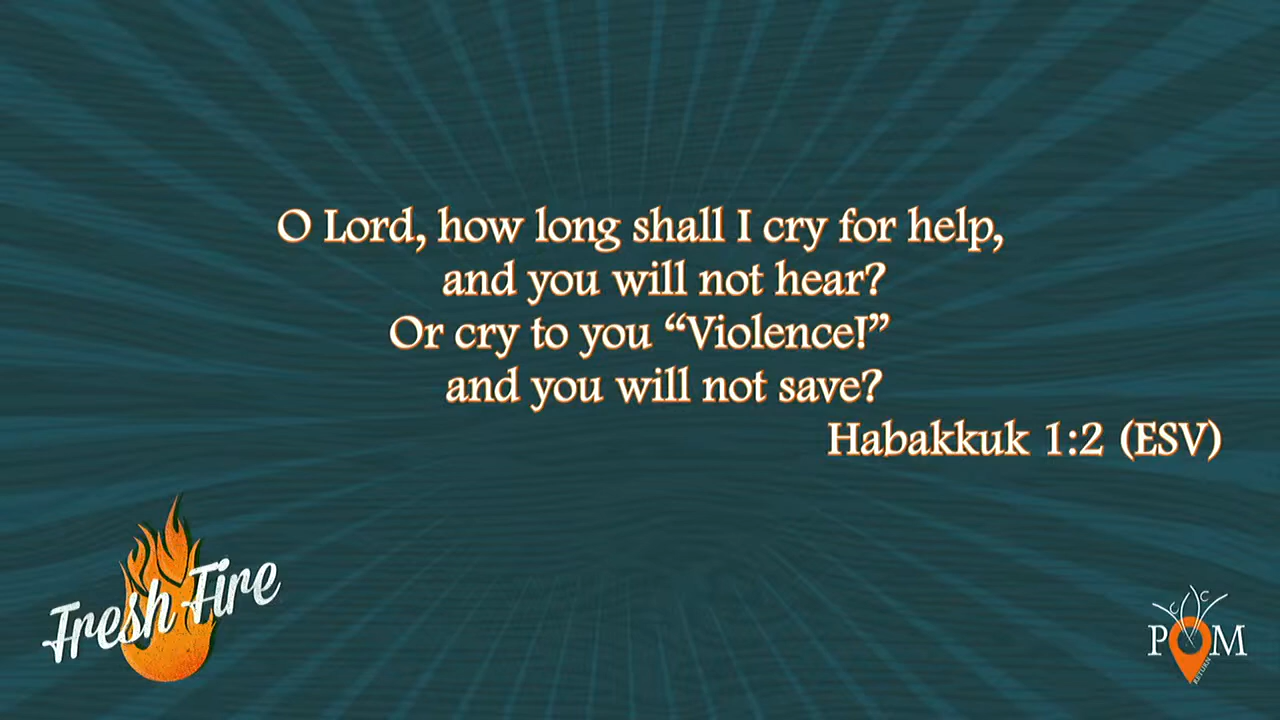 O Lord, how long shall I cry for help,
and you will not hear?
Or cry to you “Violence!”
and you will not save?
Habakkuk 1:2 (ESV)
Fresh Fire
C C
P M
RETURN